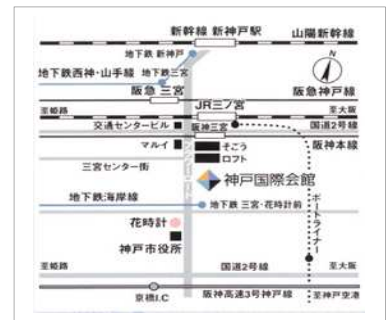 新幹線 新神戸駅
山陽新幹線
地下鉄 新神戸
N
地下鉄西神・山手線
地下鉄三宮
阪急 三宮
阪急神戸線
JR三ノ宮
至姫路
至大阪
交通センタービル
阪神三宮
国道2号線
マルイ
そごう
阪神本線
ロフト
三宮センター街
神戸国際会館
地下鉄海岸線
地下鉄 三宮・花時計前
ポートライナー
花時計
神戸市役所
至姫路
国道2号線
至大阪
京橋I.C
阪神高速3号神戸線
至神戸空港